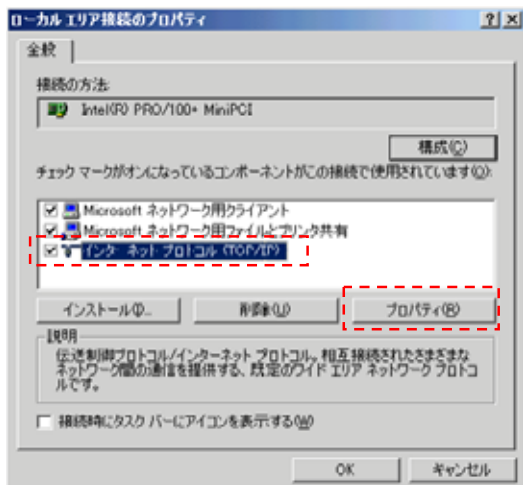 ローカル エリア接続のプロパティ
全般
接続の方法:
Intel(R) PRO/100+ MiniPCI
構成(C)
チェック マークがオンになっているコンポーネントがこの接続で使用されています(O):
Microsoft ネットワーク用クライアント
Microsoft ネットワーク用ファイルとプリンタ共有
インターネット プロトコル (TCP/IP)
インストール(I)...
削除(U)
プロパティ(R)
説明
伝送制御プロトコル/インターネット プロトコル。相互接続されたさまざまな
ネットワーク間の通信を提供する、既定のワイド エリア ネットワーク プロトコ
ルです。
接続時にタスク バーにアイコンを表示する(W)
OK
キャンセル